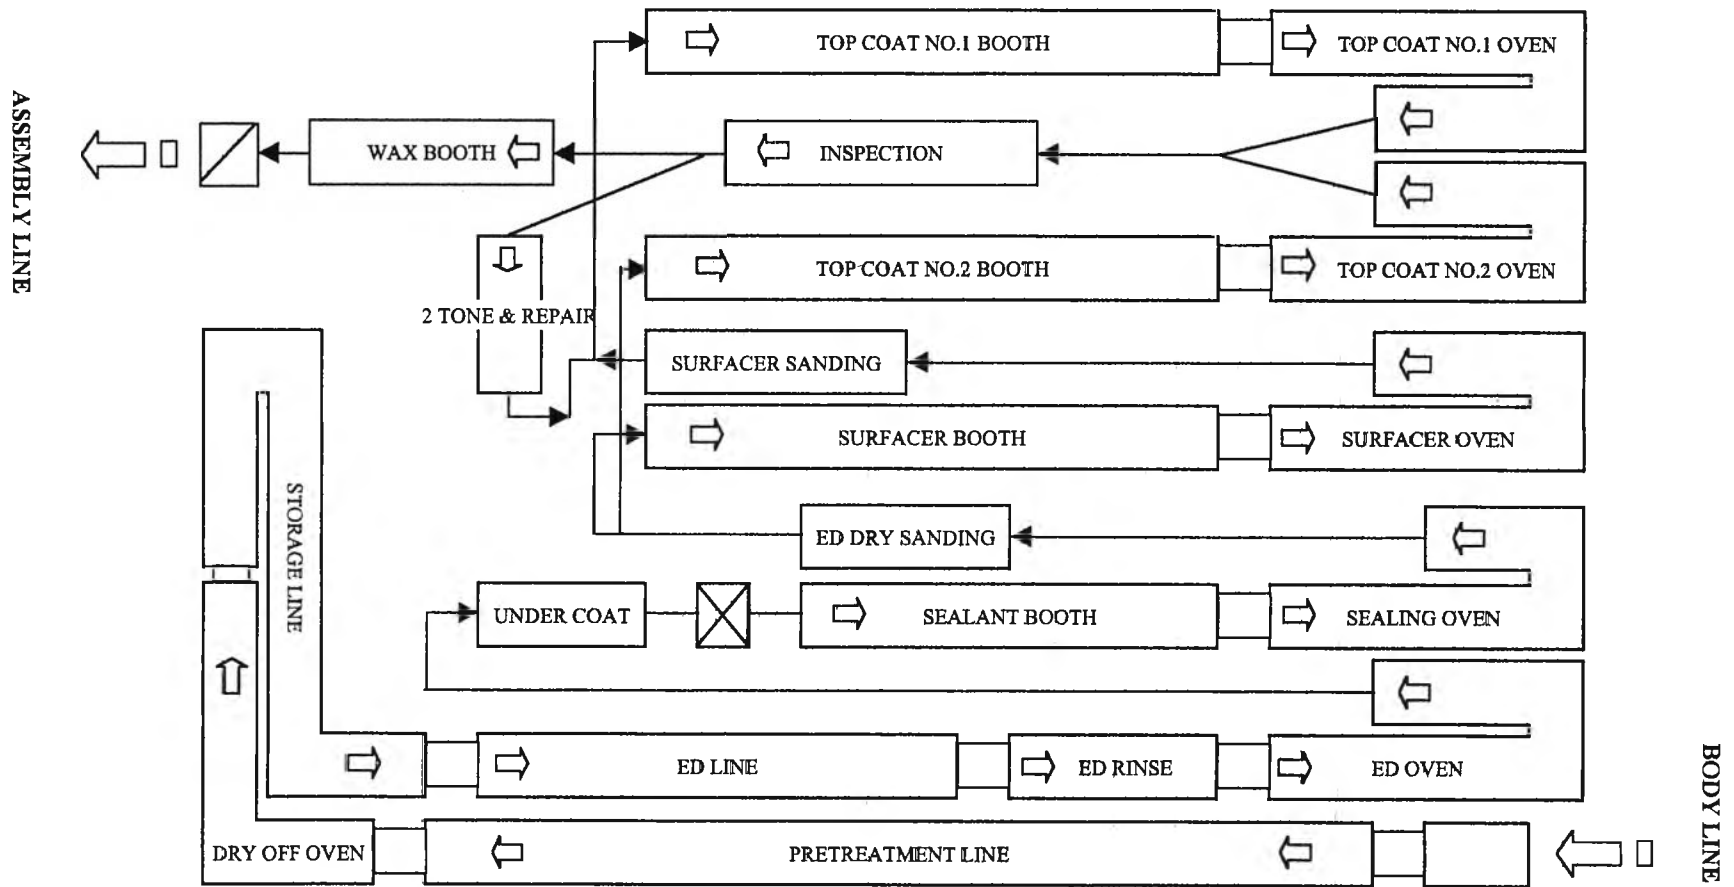 TOP COAT NO.1 BOOTH
TOP COAT NO.1 OVEN
ASSEMBLY LINE
WAX BOOTH
INSPECTION
TOP COAT NO.2 BOOTH
TOP COAT NO.2 OVEN
2 TONE & REPAIR
SURFACER SANDING
SURFACER BOOTH
SURFACER OVEN
STORAGE LINE
ED DRY SANDING
UNDER COAT
SEALANT BOOTH
SEALING OVEN
ED LINE
ED RINSE
ED OVEN
BODY LINE
DRY OFF OVEN
PRETREATMENT LINE